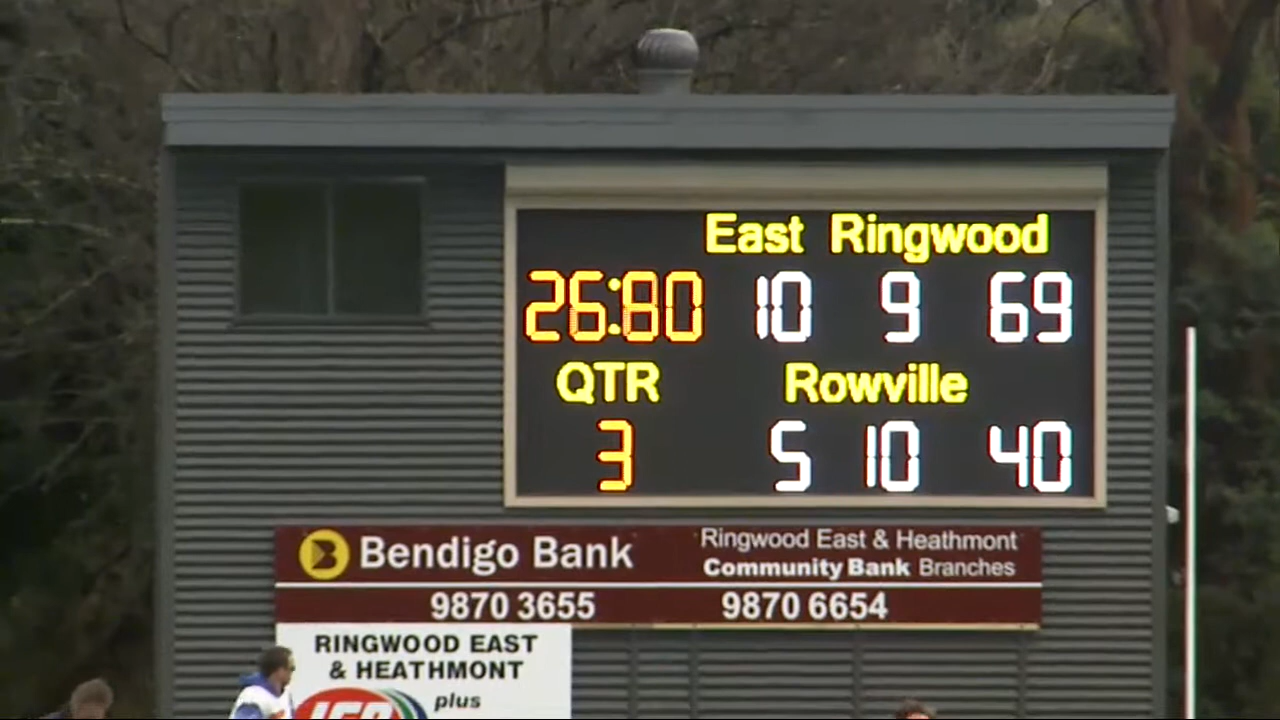 East Ringwood
26:80 10 9 69
QTR Rowville
3 5 10 40
Bendigo Bank
Ringwood East & Heathmont
Community Bank Branches
9870 3655 9870 6654
RINGWOOD EAST
& HEATHMONT
IGA plus